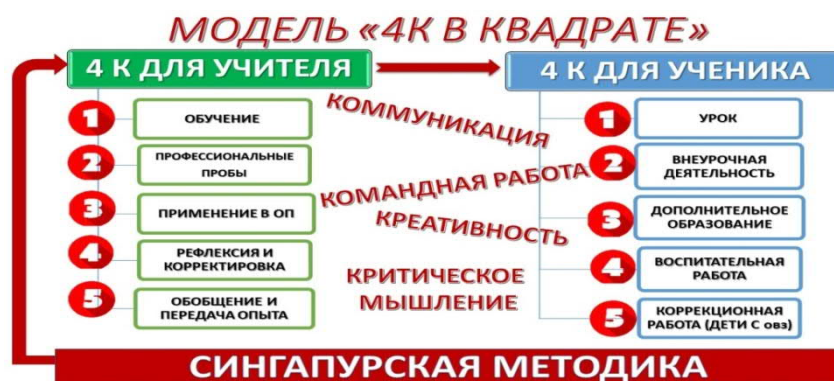 МОДЕЛЬ «4К В КВАДРАТЕ»
4 К ДЛЯ УЧИТЕЛЯ
1
ОБУЧЕНИЕ
2
ПРОФЕССИОНАЛЬНЫЕ
ПРОБЫ
3
ПРИМЕНЕНИЕ В ОП
4
РЕФЛЕКСИЯ И
КОРРЕКТИРОВКА
5
ОБОБЩЕНИЕ И
ПЕРЕДАЧА ОПЫТА
КОММУНИКАЦИЯ
КОМАНДНАЯ РАБОТА
КРЕАТИВНОСТЬ
КРИТИЧЕСКОЕ
МЫШЛЕНИЕ
4 К ДЛЯ УЧЕНИКА
1
УРОК
2
ВНЕУРОЧНАЯ
ДЕЯТЕЛЬНОСТЬ
3
ДОПОЛНИТЕЛЬНОЕ
ОБРАЗОВАНИЕ
4
ВОСПИТАТЕЛЬНАЯ
РАБОТА
5
КОРРЕКЦИОННАЯ
РАБОТА (ДЕТИ С овз)
СИНГАПУРСКАЯ МЕТОДИКА